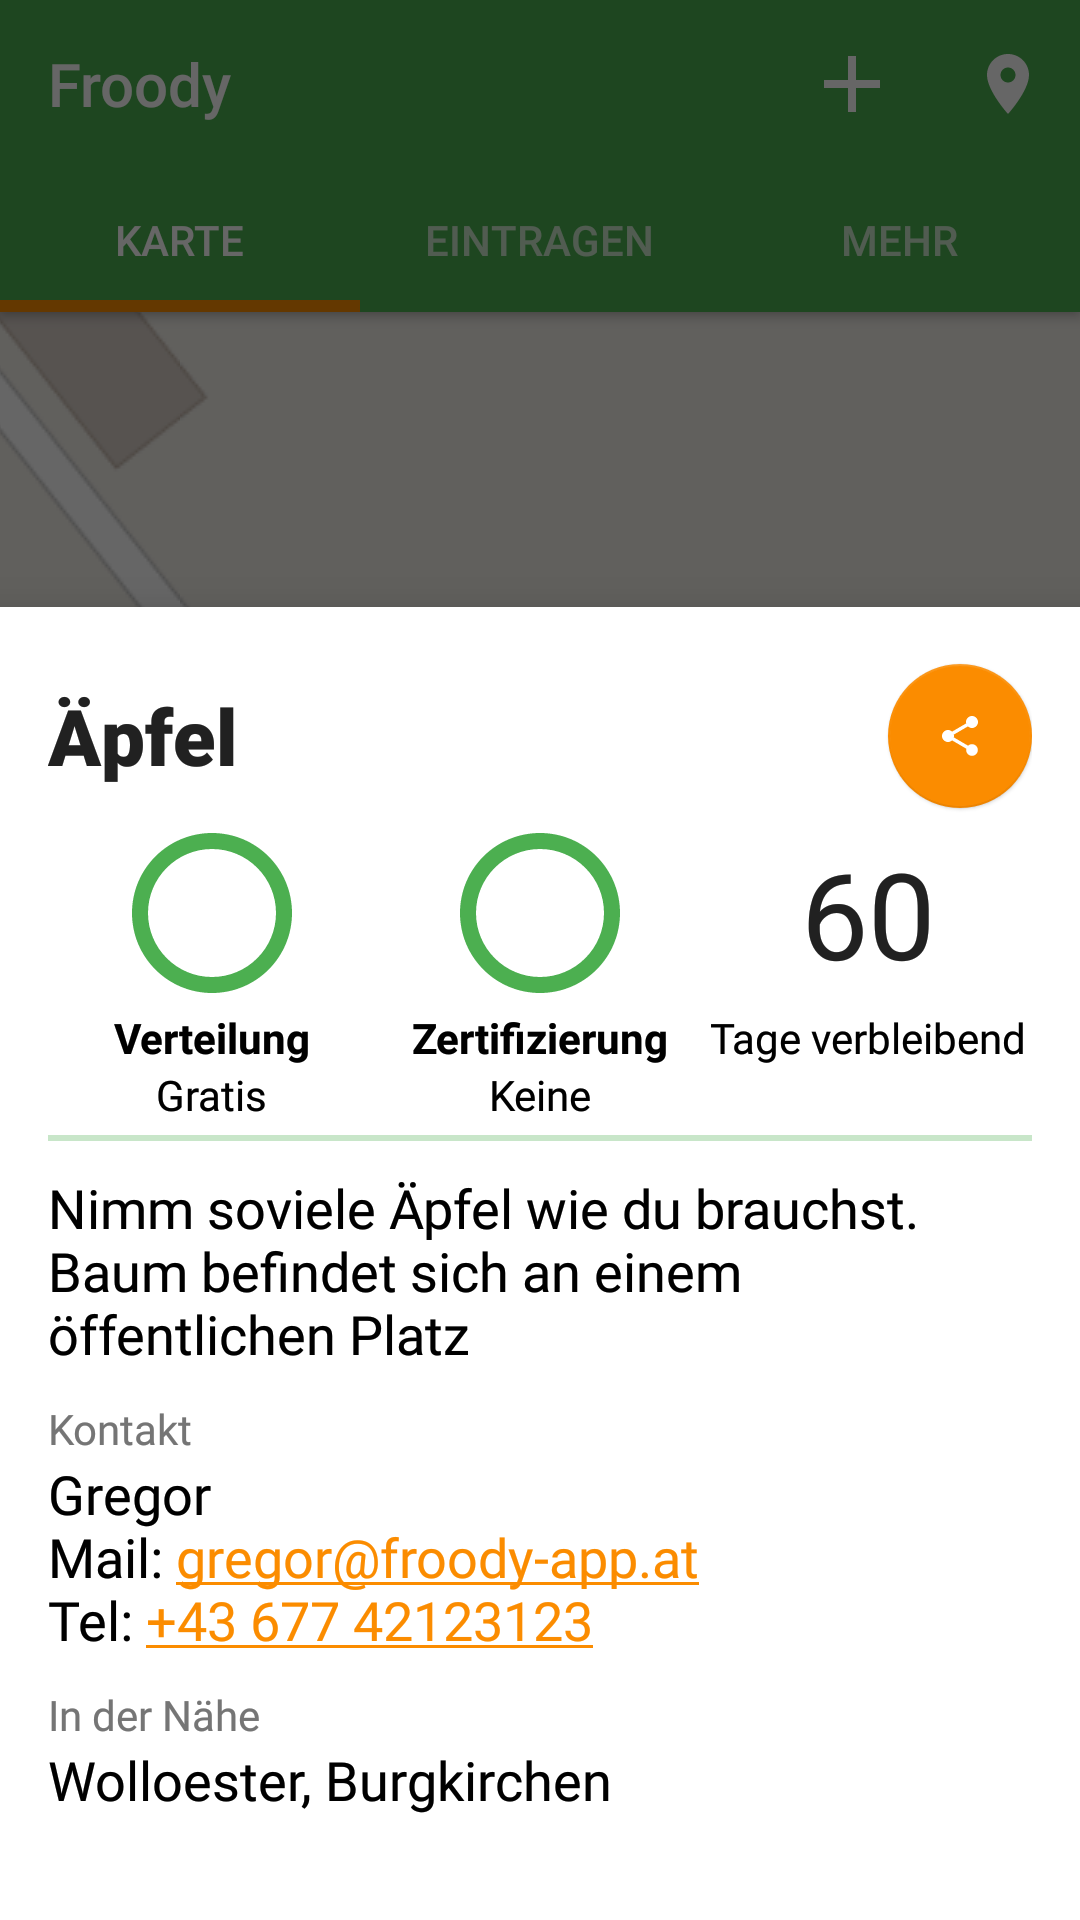 Froody
KARTE EINTRAGEN MEHR
Äpfel
60
Verteilung Zertifizierung Tage verbleibend
Gratis Keine
Nimm soviele Äpfel wie du brauchst.
Baum befindet sich an einem
öffentlichen Platz
Kontakt
Gregor
Mail: gregor@froody-app.at
Tel: +43 677 42123123
In der Nähe
Wolloester, Burgkirchen